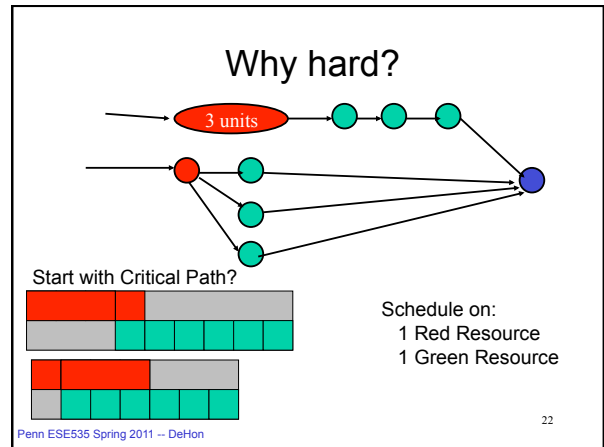 Why hard?
3 units
Start with Critical Path?
Schedule on:
1 Red Resource
1 Green Resource
Penn ESE535 Spring 2011 -- DeHon
22